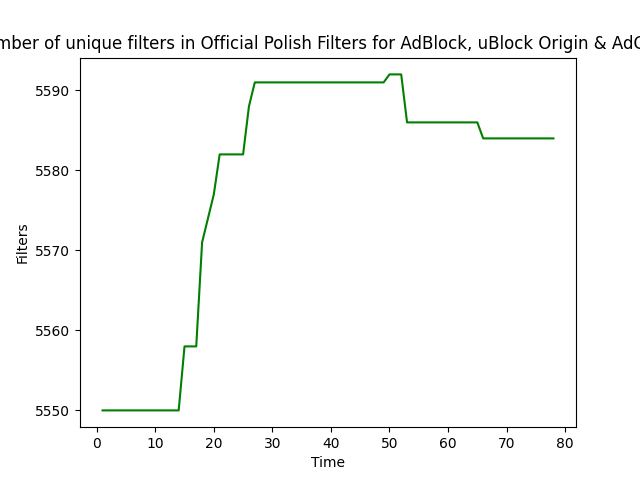 mber of unique filters in Official Polish Filters for AdBlock, uBlock Origin & AdG
5590
5580
5570
5560
5550
Filters
0 10 20 30 40 50 60 70 80
Time